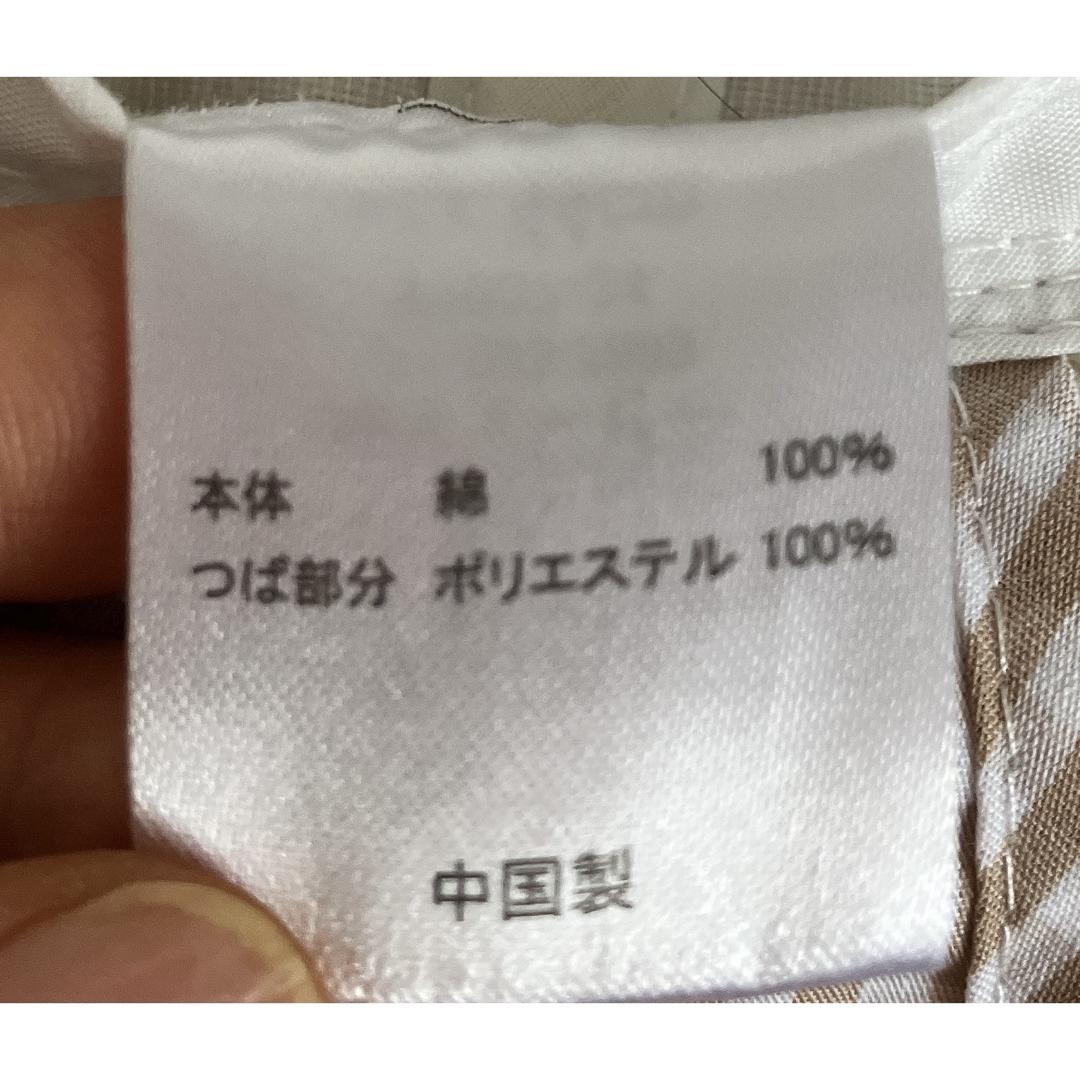 本体 綿 100%
つば部分 ポリエステル 100%
中国製